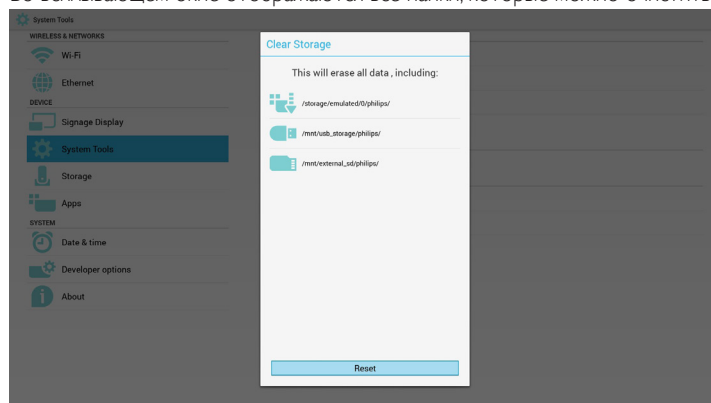 System Tools
WIRELESS & NETWORKS
Wi-Fi
Ethernet
DEVICE
Signage Display
System Tools
Storage
Apps
SYSTEM
Date & time
Developer options
About
Clear Storage
This will erase all data , including:
/storage/emulated/0/philips/
/mnt/usb_storage/philips/
/mnt/external_sd/philips/
Reset